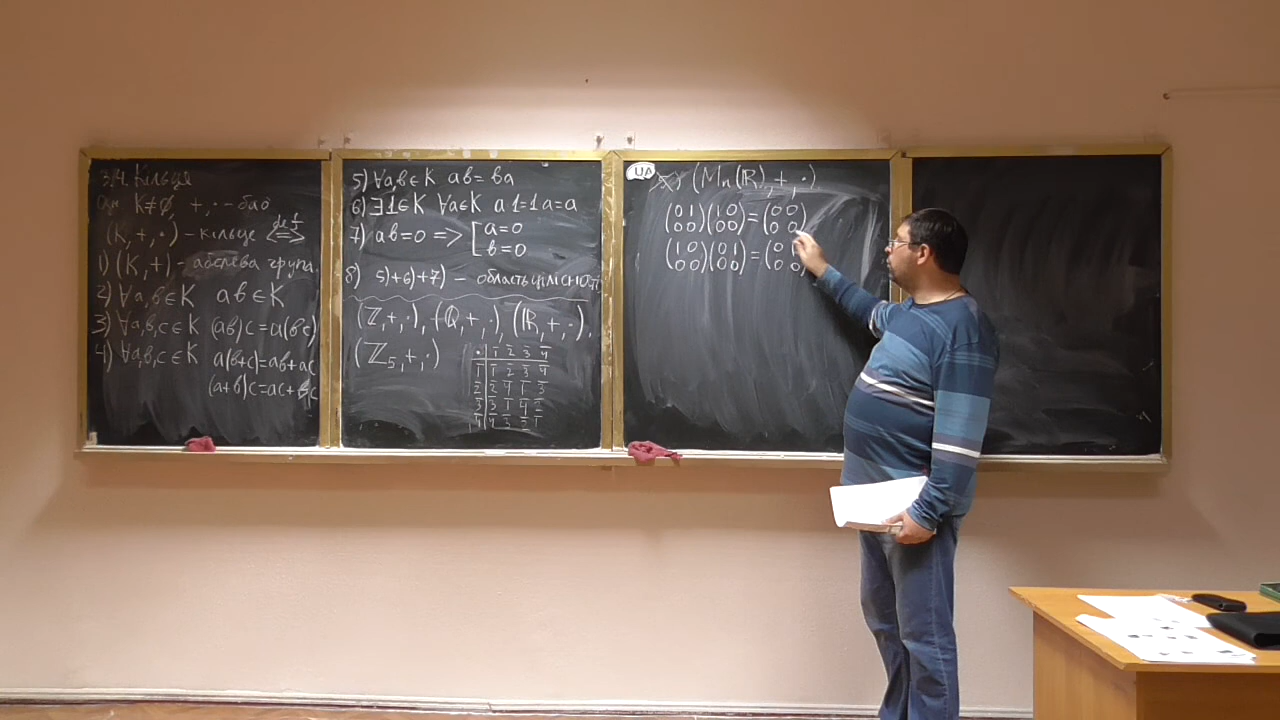 3/4. Кільця
K≠∅, +, · – бао
(K, +, ·) – кільце <=def=>
1) (K, +) – абелева група.
2) ∀a,b∈K ab∈K
3) ∀a,b,c∈K (ab)c=a(bc)
4) ∀a,b,c∈K a(b+c)=ab+ac
(a+b)c=ac+bc
5) ∀a,b∈K ab=ba
6) ∃1∈K ∀a∈K a1=1a=a
7) ab=0 => [a=0
b=0
8) 5)+6)+7) – область цілісності
(ℤ,+,·), (ℚ,+,·), (ℝ,+,·),
(ℤ₅,+,·)
· | 1̄ 2̄ 3̄ 4̄
1̄ | 1̄ 2̄ 3̄ 4̄
2̄ | 2̄ 4̄ 1̄ 3̄
3̄ | 3̄ 1̄ 4̄ 2̄
4̄ | 4̄ 3̄ 2̄ 1̄
UA
(Mn(ℝ), +, ·)
(0 1) (1 0) = (0 0)
(0 0) (0 0) = (0 0)
(1 0) (0 1) = (0
(0 0) (0 0) = (0 0)